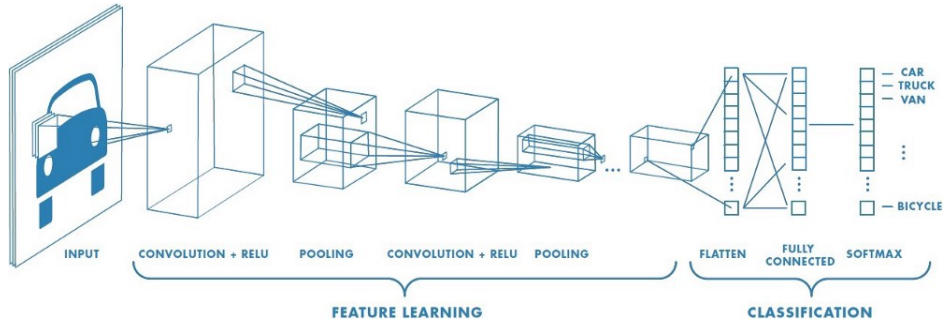 CAR
TRUCK
VAN
BICYCLE
INPUT
CONVOLUTION + RELU
POOLING
CONVOLUTION + RELU
POOLING
FLATTEN
FULLY
CONNECTED
SOFTMAX
FEATURE LEARNING
CLASSIFICATION